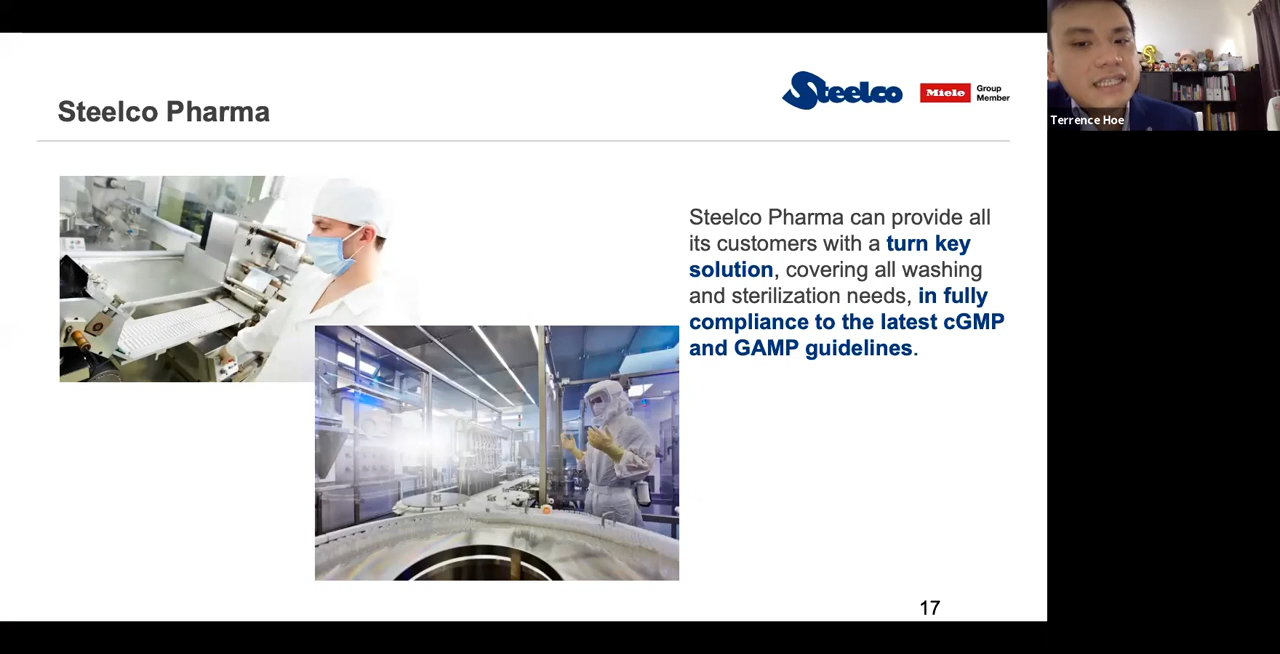 Steelco Pharma
Steelco
Miele
Group
Member
Terrence Hoe
Steelco Pharma can provide all
its customers with a turn key
solution, covering all washing
and sterilization needs, in fully
compliance to the latest cGMP
and GAMP guidelines.
17